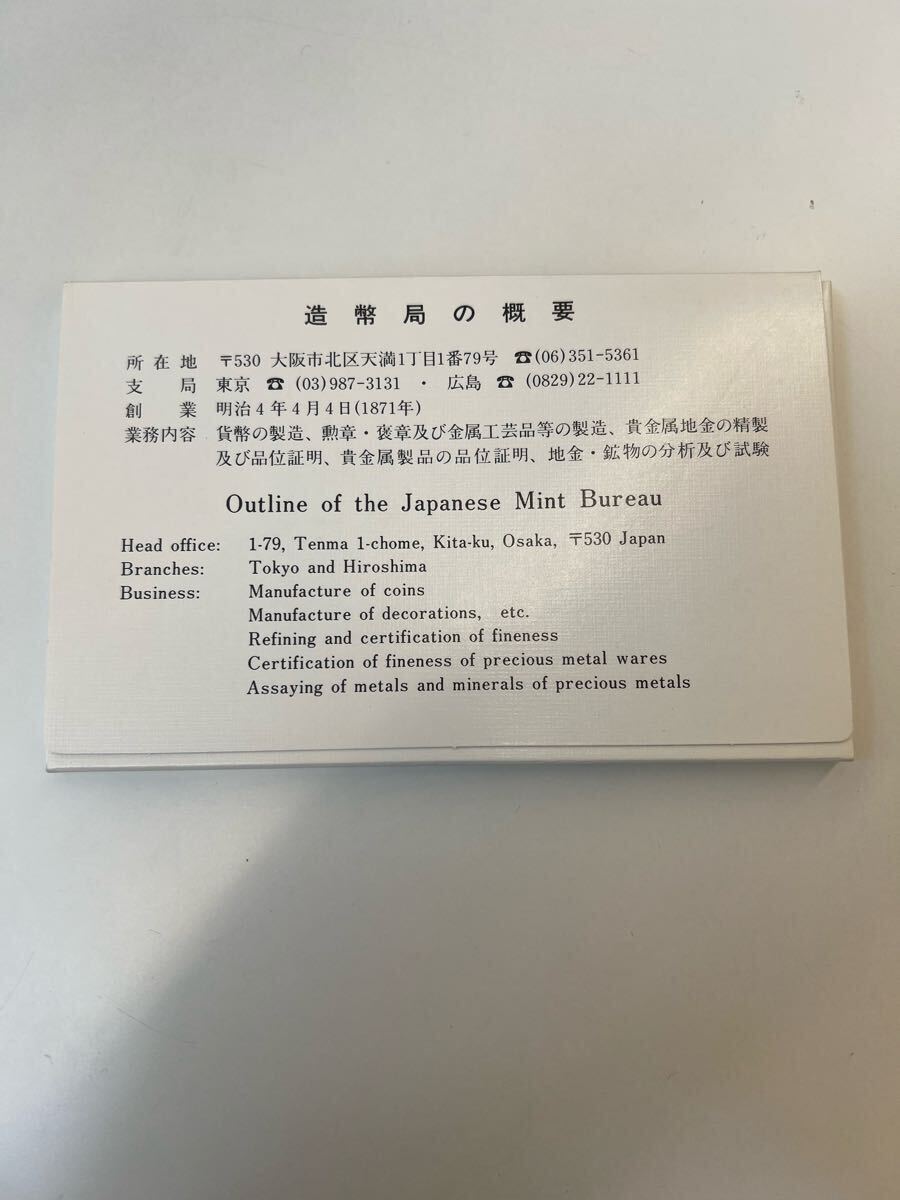 造幣局の概要
所在地 〒530 大阪市北区天満1丁目1番79号 ☎(06)351-5361
支局 東京 ☎ (03)987-3131 ・ 広島 ☎ (0829)22-1111
創業 明治4年4月4日(1871年)
業務内容 貨幣の製造、勲章・褒章及び金属工芸品等の製造、貴金属地金の精製
及び品位証明、貴金属製品の品位証明、地金・鉱物の分析及び試験
Outline of the Japanese Mint Bureau
Head office: 1-79, Tenma 1-chome, Kita-ku, Osaka, 〒530 Japan
Branches: Tokyo and Hiroshima
Business: Manufacture of coins
Manufacture of decorations, etc.
Refining and certification of fineness
Certification of fineness of precious metal wares
Assaying of metals and minerals of precious metals